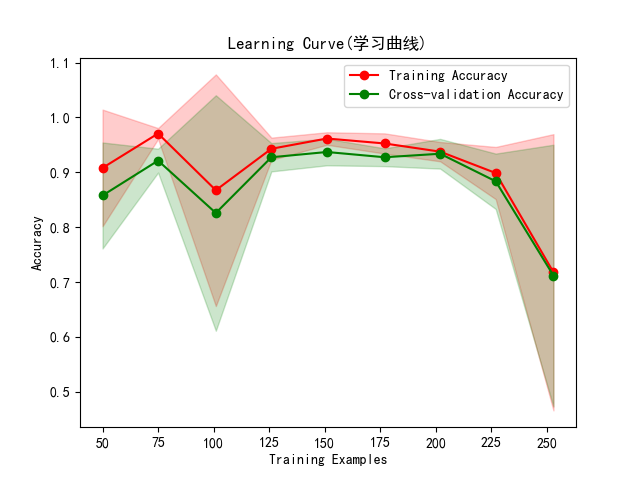 Learning Curve(学习曲线)
Training Accuracy
Cross-validation Accuracy
Accuracy
1.1
1.0
0.9
0.8
0.7
0.6
0.5
50 75 100 125 150 175 200 225 250
Training Examples